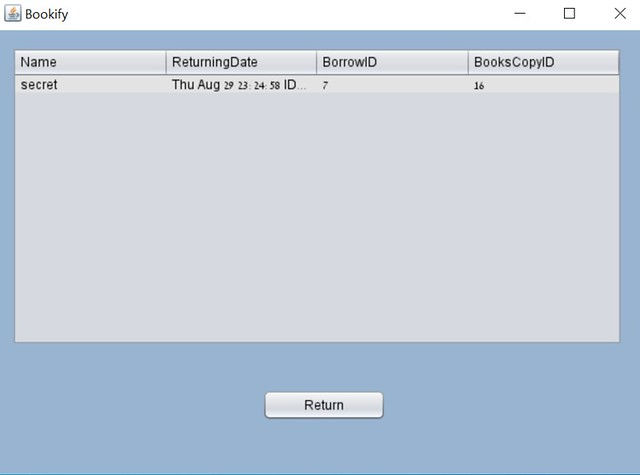 Bookify
Name ReturningDate BorrowID BooksCopyID
secret Thu Aug 29 23:24:58 ID... 7 16
Return